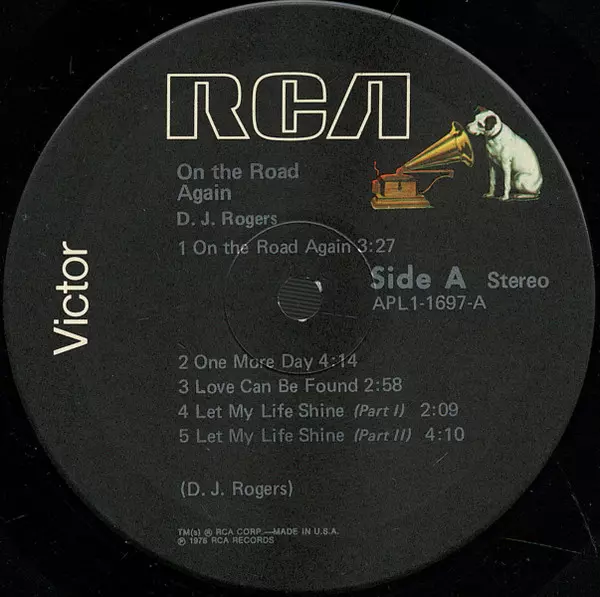 RCA
On the Road
Again
D. J. Rogers
1 On the Road Again 3:27
Side A Stereo
APL1-1697-A
Victor
2 One More Day 4:14
3 Love Can Be Found 2:58
4 Let My Life Shine (Part I) 2:09
5 Let My Life Shine (Part II) 4:10
(D. J. Rogers)
TM(s) ® RCA CORP.—MADE IN U.S.A.
℗ 1976 RCA RECORDS